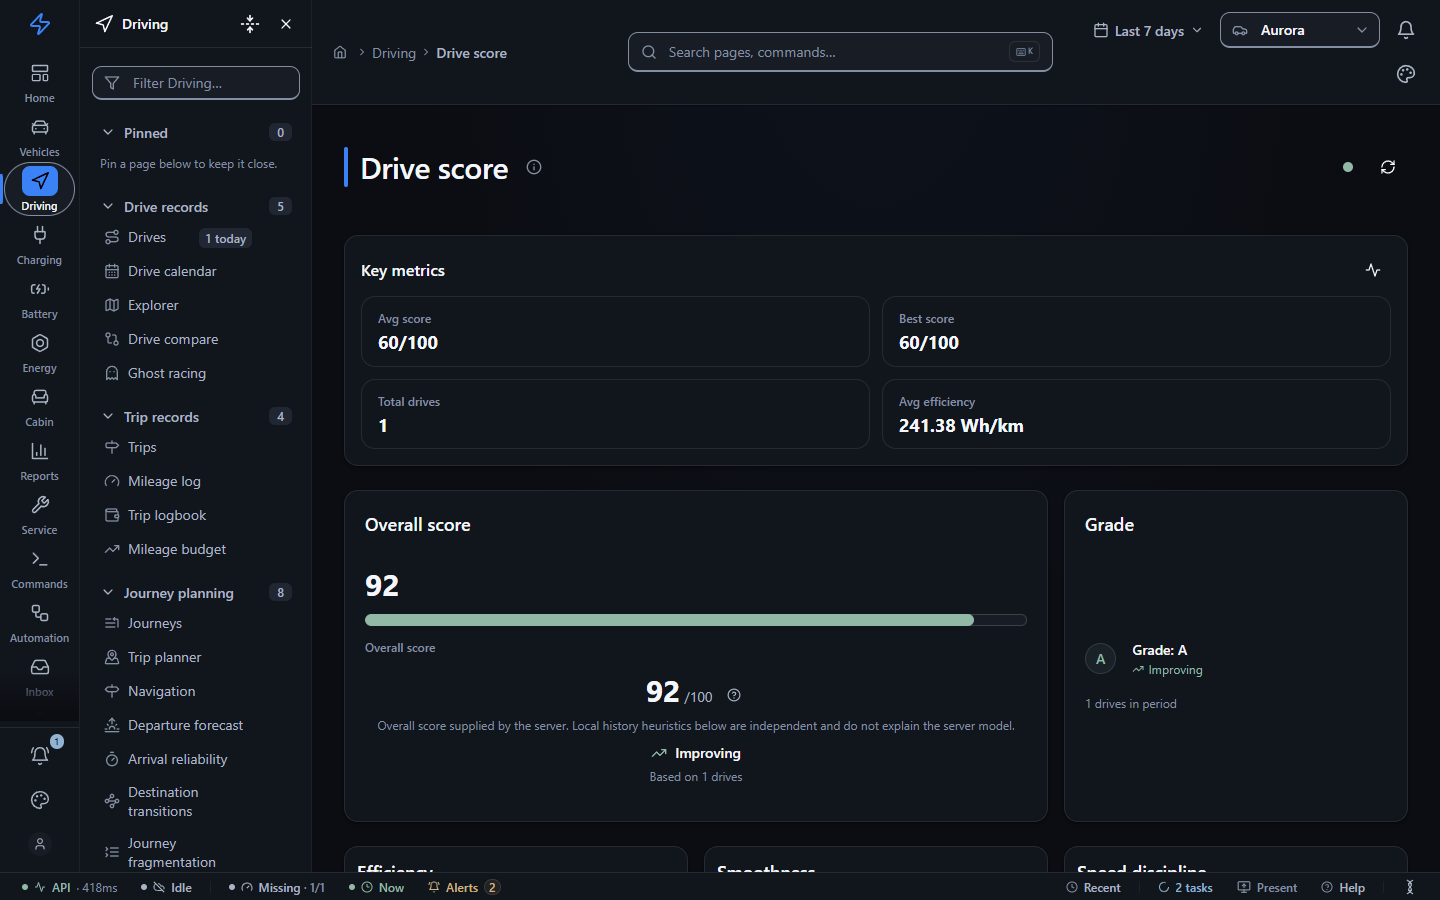 Home
Vehicles
Driving
Charging
Battery
Energy
Cabin
Reports
Service
Commands
Automation
Inbox
1
Driving
Filter Driving...
Pinned 0
Pin a page below to keep it close.
Drive records 5
Drives 1 today
Drive calendar
Explorer
Drive compare
Ghost racing
Trip records 4
Trips
Mileage log
Trip logbook
Mileage budget
Journey planning 8
Journeys
Trip planner
Navigation
Departure forecast
Arrival reliability
Destination
transitions
Journey
fragmentation
Driving Drive score
Search pages, commands... K
Last 7 days
Aurora
Drive score
Key metrics
Avg score
60/100
Best score
60/100
Total drives
1
Avg efficiency
241.38 Wh/km
Overall score
92
Overall score
92 /100
Overall score supplied by the server. Local history heuristics below are independent and do not explain the server model.
Improving
Based on 1 drives
Grade
A
Grade: A
Improving
1 drives in period
Efficiency
Smoothness
Speed discipline
API · 418ms
Idle
Missing · 1/1
Now
Alerts 2
Recent
2 tasks
Present
Help